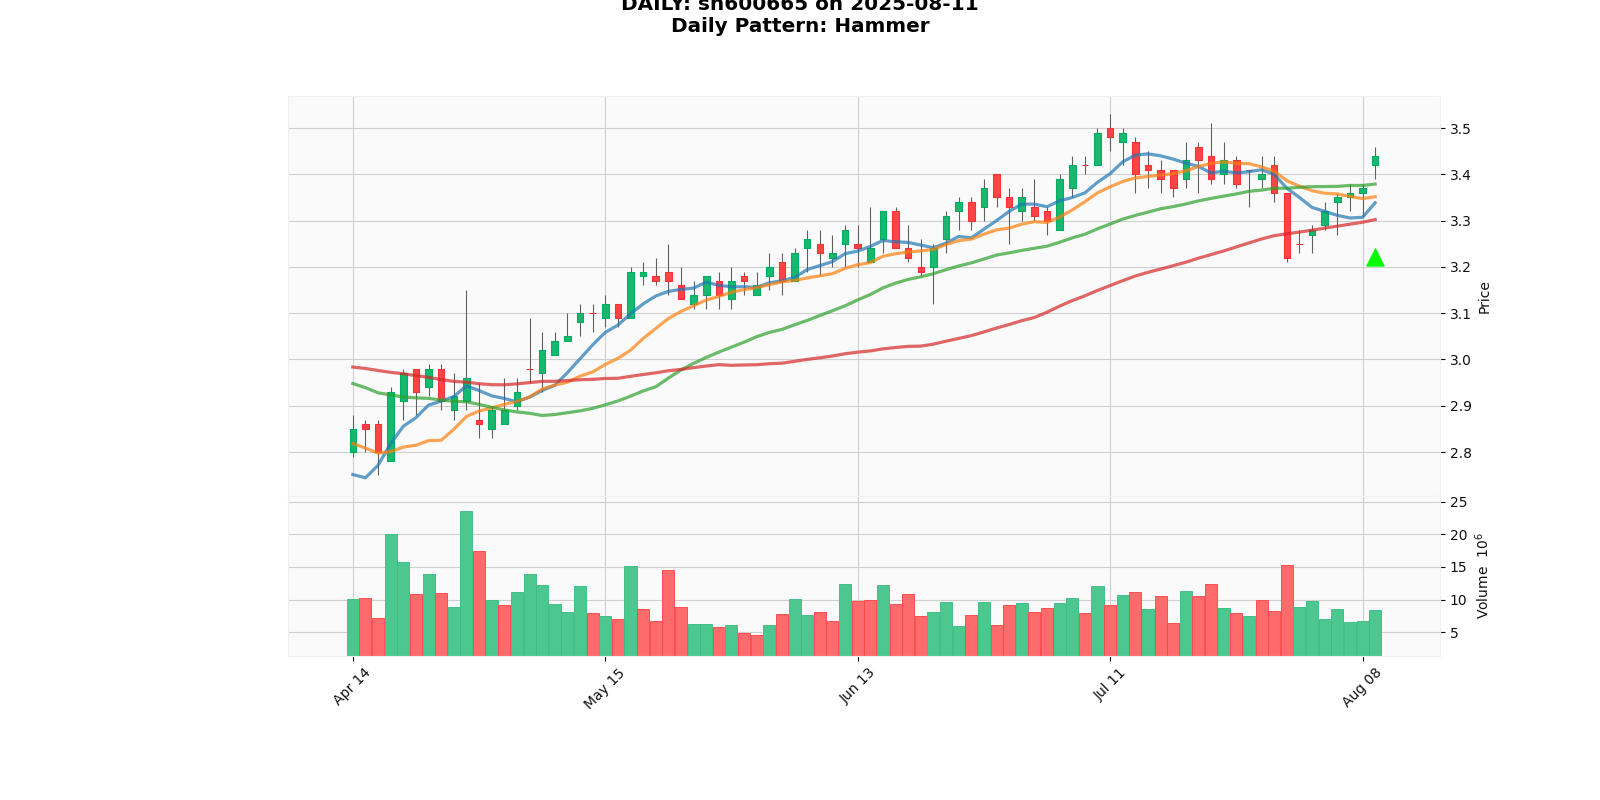 DAILY: sh600665 on 2025-08-11
Daily Pattern: Hammer
3.5
3.4
3.3
3.2
3.1
3.0
2.9
2.8
Price
25
20
15
10
5
Volume 10^6
Apr 14
May 15
Jun 13
Jul 11
Aug 08